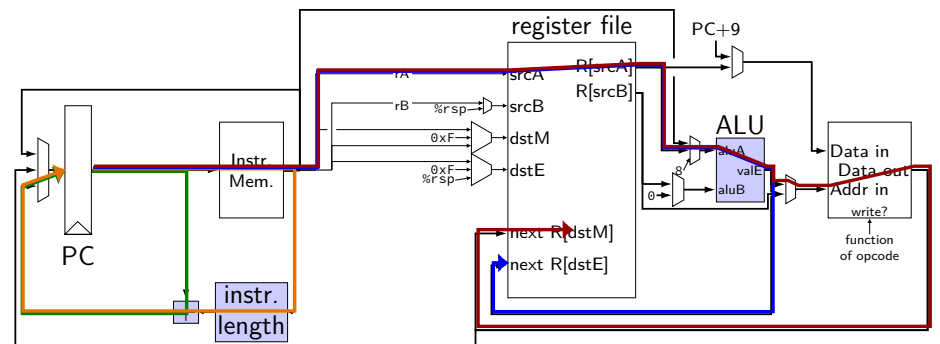 register file
PC+9
rA
srcA
R[srcA]
R[srcB]
rB
%rsp
srcB
0xF
dstM
0xF
%rsp
dstE
ALU
aluA
valE
8
aluB
0
Instr.
Mem.
PC
Data in
Data out
Addr in
write?
function
of opcode
next R[dstM]
next R[dstE]
instr.
length
+